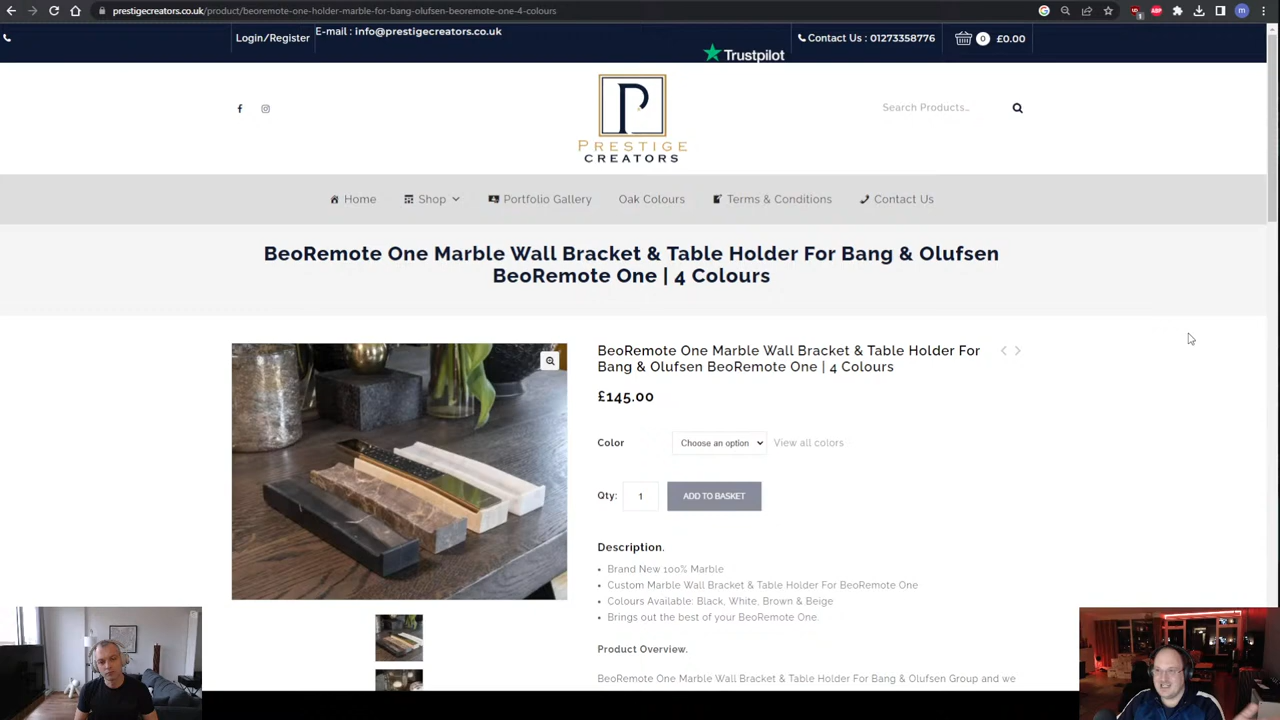 prestigecreators.co.uk/product/beoremote-one-holder-marble-for-bang-olufsen-beoremote-one-4-colours
Login/Register
E-mail : info@prestigecreators.co.uk
Trustpilot
Contact Us : 01273358776
0
£0.00
P
PRESTIGE
CREATORS
Search Products...
Home
Shop
Portfolio Gallery
Oak Colours
Terms & Conditions
Contact Us
BeoRemote One Marble Wall Bracket & Table Holder For Bang & Olufsen
BeoRemote One | 4 Colours
BeoRemote One Marble Wall Bracket & Table Holder For
Bang & Olufsen BeoRemote One | 4 Colours
£145.00
Color
Choose an option
View all colors
Qty:
1
ADD TO BASKET
Description.
Brand New 100% Marble
Custom Marble Wall Bracket & Table Holder For BeoRemote One
Colours Available: Black, White, Brown & Beige
Brings out the best of your BeoRemote One.
Product Overview.
BeoRemote One Marble Wall Bracket & Table Holder For Bang & Olufsen Group and we